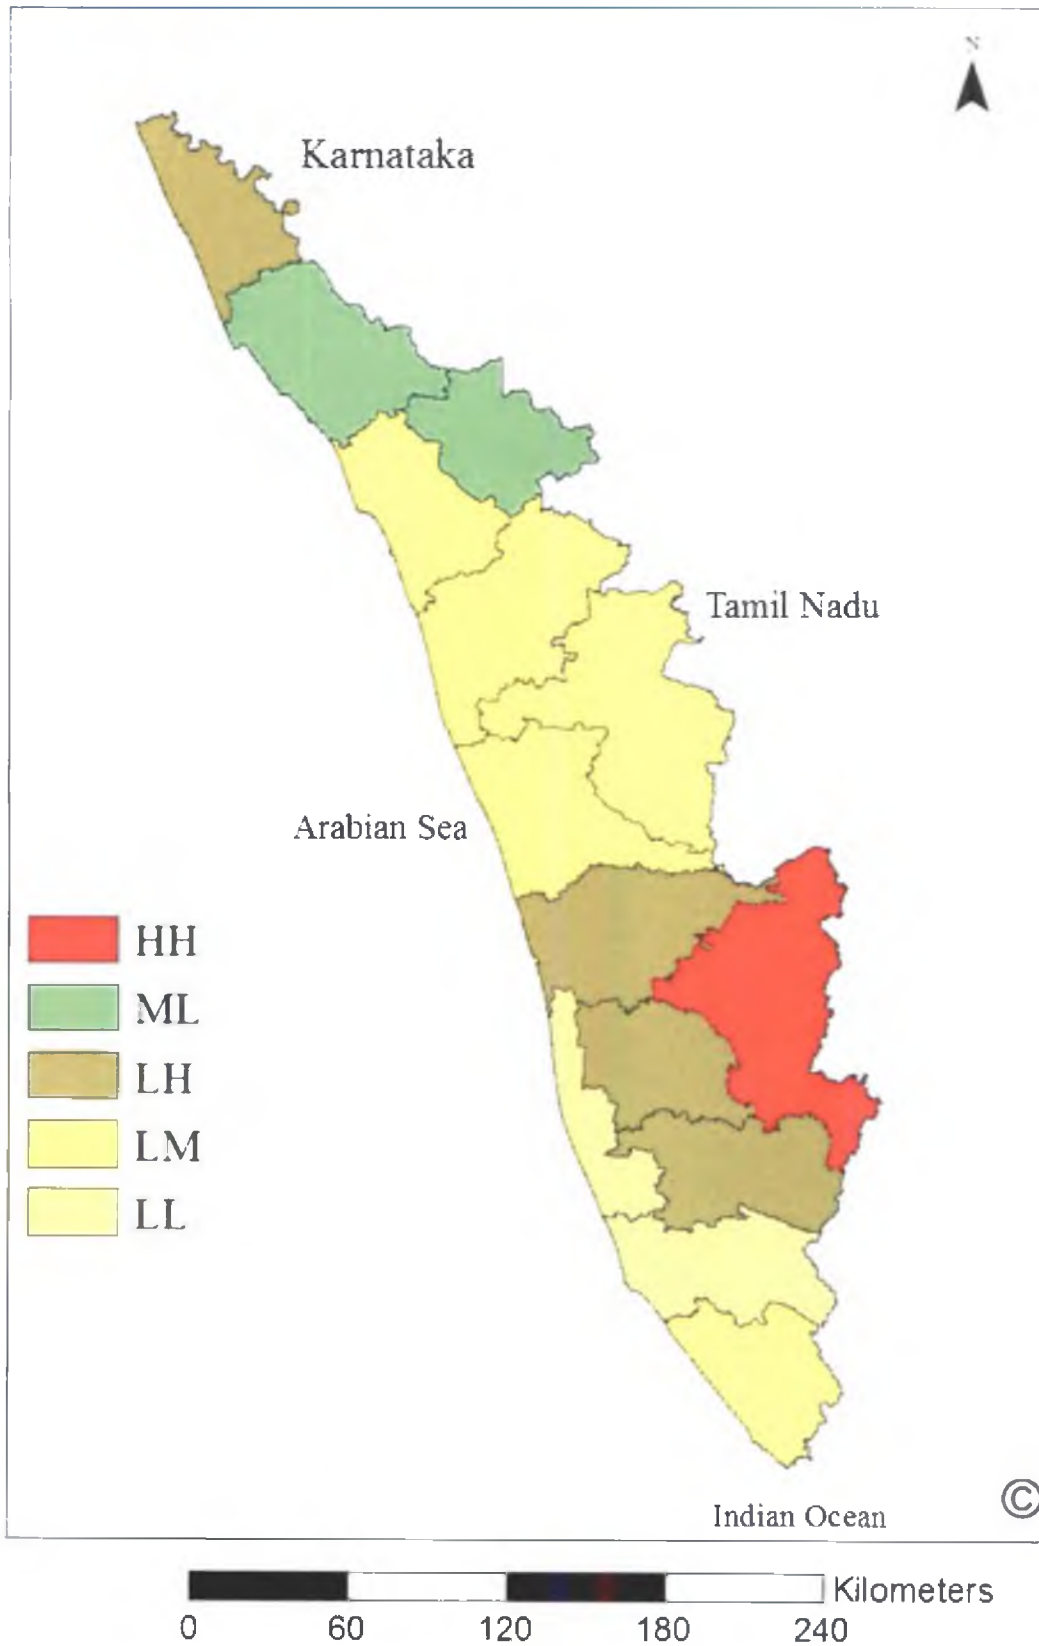 N
Karnataka
Tamil Nadu
Arabian Sea
HH
ML
LH
LM
LL
Indian Ocean
©
Kilometers
0 60 120 180 240